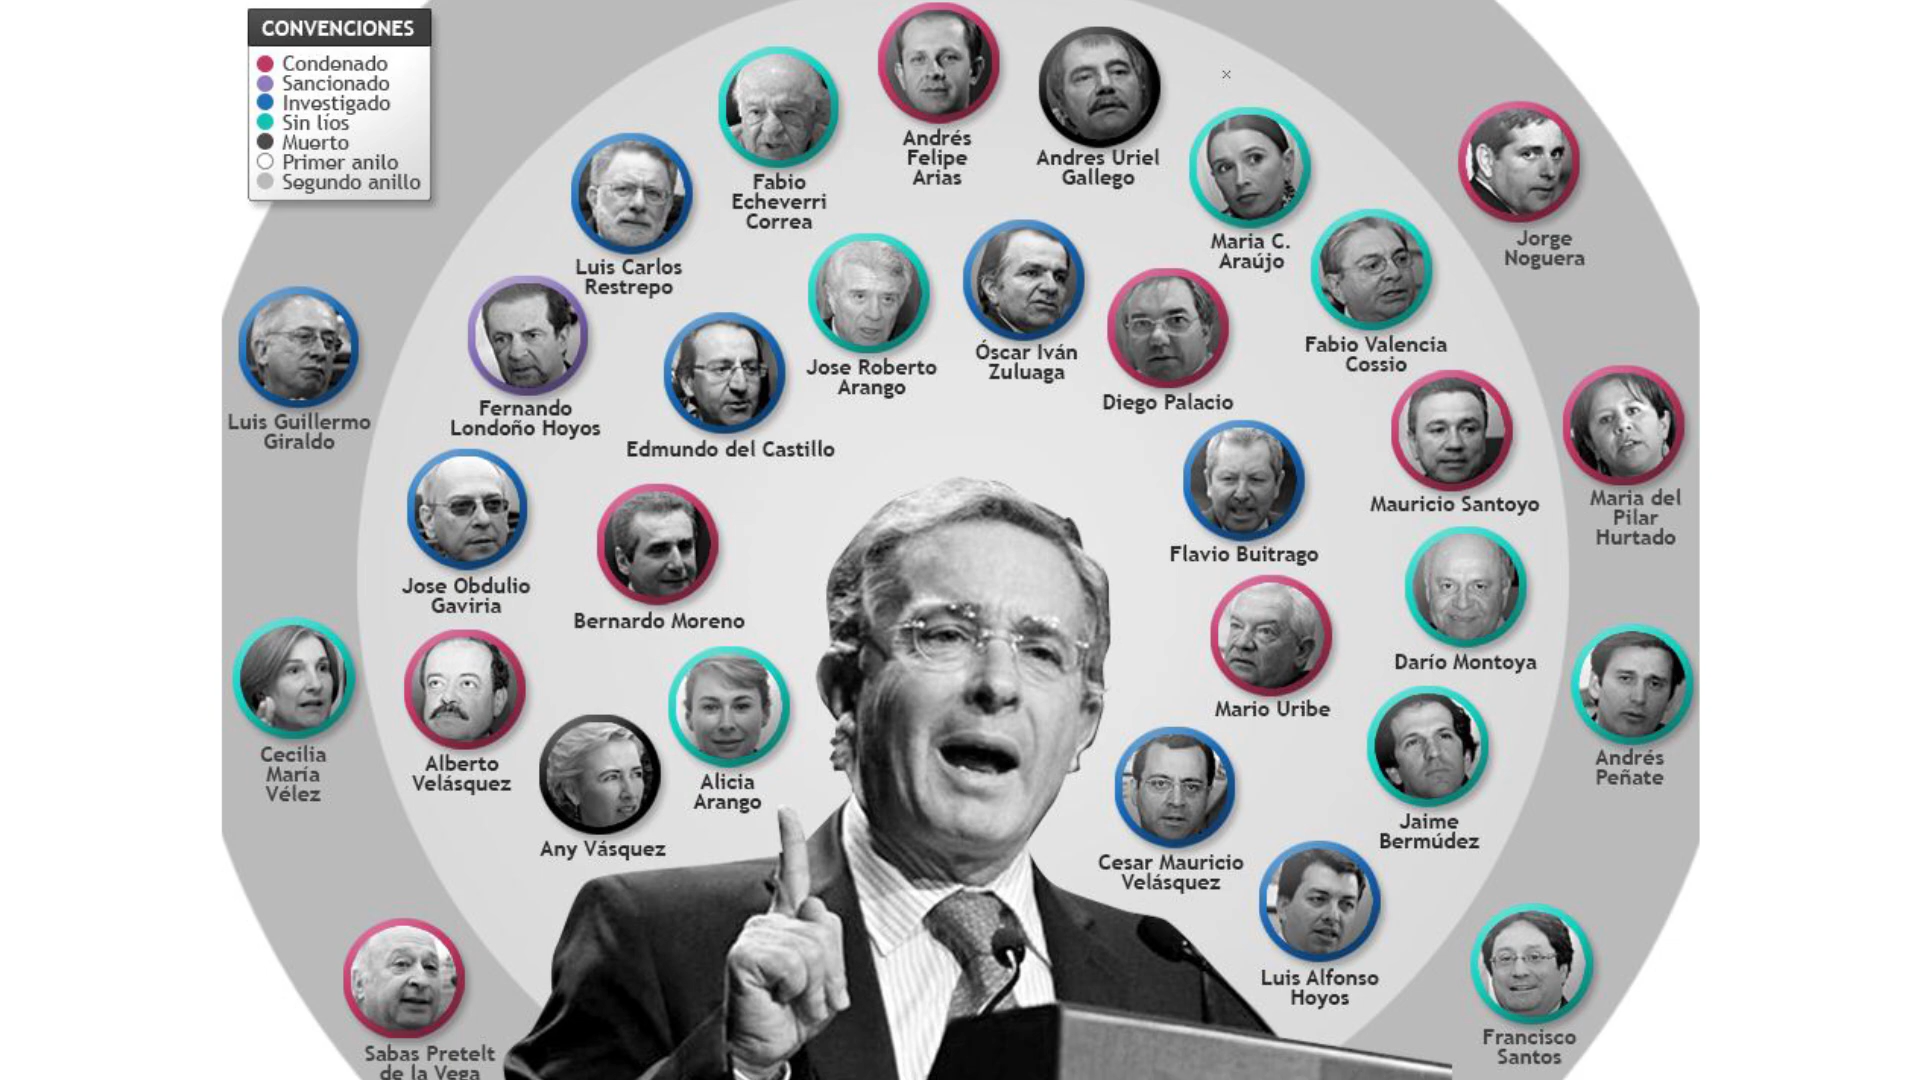 CONVENCIONES
Condenado
Sancionado
Investigado
Sin líos
Muerto
Primer anilo
Segundo anillo
Andrés
Felipe
Arias
Andres Uriel
Gallego
Fabio
Echeverri
Correa
Maria C.
Araújo
Jorge
Noguera
Luis Carlos
Restrepo
Jose Roberto
Arango
Óscar Iván
Zuluaga
Diego Palacio
Fabio Valencia
Cossio
Luis Guillermo
Giraldo
Fernando
Londoño Hoyos
Edmundo del Castillo
Mauricio Santoyo
Maria del
Pilar
Hurtado
Flavio Buitrago
Jose Obdulio
Gaviria
Bernardo Moreno
Mario Uribe
Darío Montoya
Cecilia
María
Vélez
Alberto
Velásquez
Alicia
Arango
Andrés
Peñate
Any Vásquez
Cesar Mauricio
Velásquez
Jaime
Bermúdez
Luis Alfonso
Hoyos
Sabas Pretelt
de la Vega
Francisco
Santos